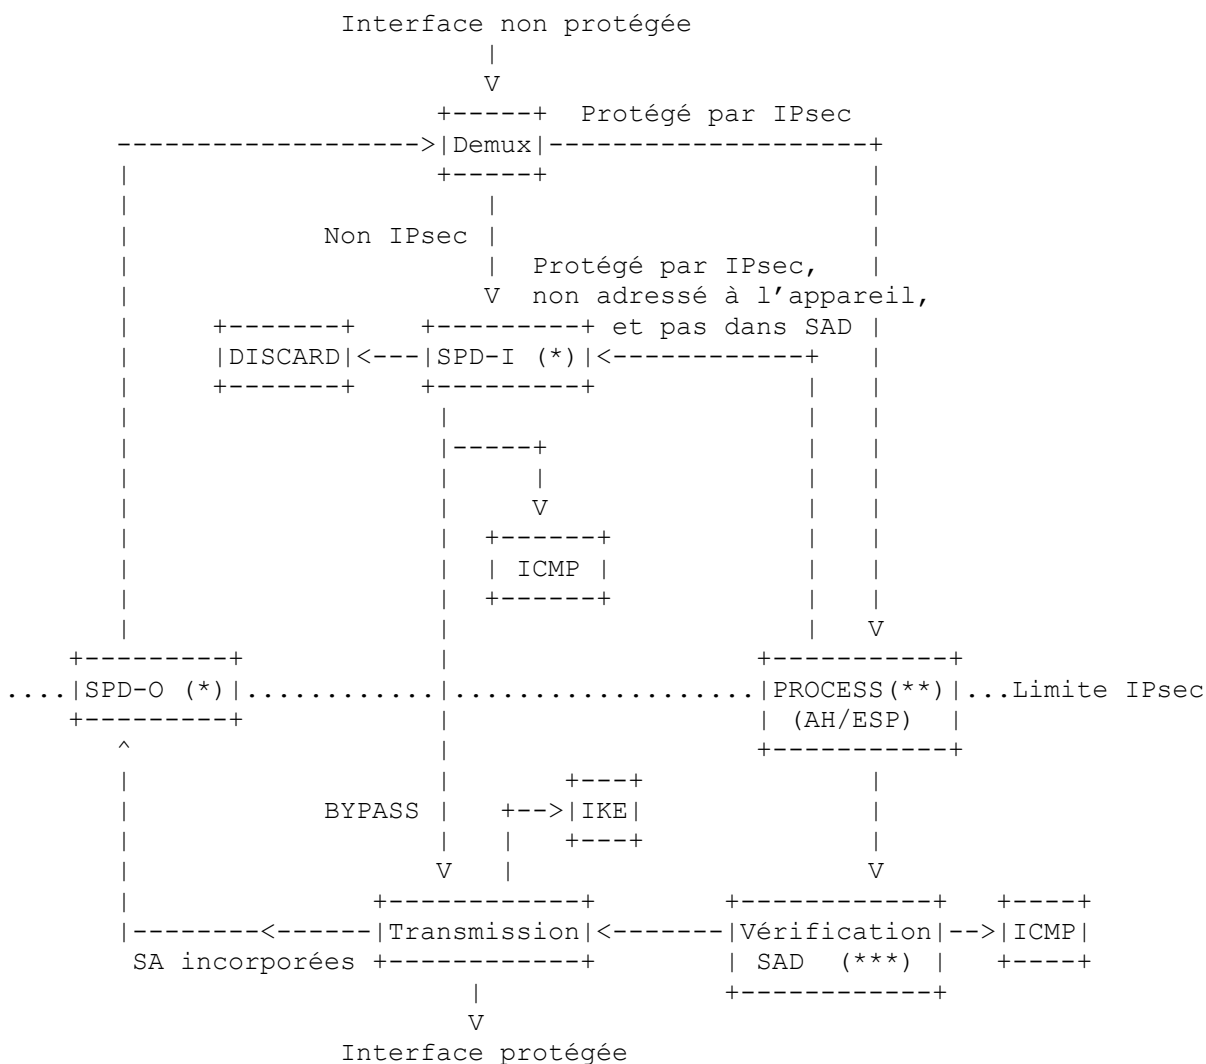 Interface non protégée
|
V
+-----+  Protégé par IPsec
------------------->|Demux|--------------------+
|                   +-----+                    |
|                      |                       |
|            Non IPsec |                       |
|                      |  Protégé par IPsec,   |
|                      V  non adressé à l'appareil,
|     +-------+    +---------+ et pas dans SAD |
|     |DISCARD|<---|SPD-I (*)|<------------+
|     +-------+    +---------+             |   |
|                   |                      |   |
|                   |-----+                |   |
|                   |     |                |   |
|                   |     V                |   |
|                   |  +------+            |   |
|                   |  | ICMP |            |   |
|                   |  +------+            |   |
|                   |                      |   V
+---------+            |                   +-----------+
....|SPD-O (*)|............|...................|PROCESS(**)|...Limite IPsec
+---------+            |                   | (AH/ESP)  |
^                   |                   +-----------+
|                   |       +---+              |
|            BYPASS |   +-->|IKE|              |
|                   |   |   +---+              |
|                   V   |                      V
|               +------------+        +------------+   +----+
|--------<------|Transmission|<-------|Vérification|-->|ICMP|
SA incorporées +------------+        | SAD  (***) |   +----+
|               +------------+
V
Interface protégée